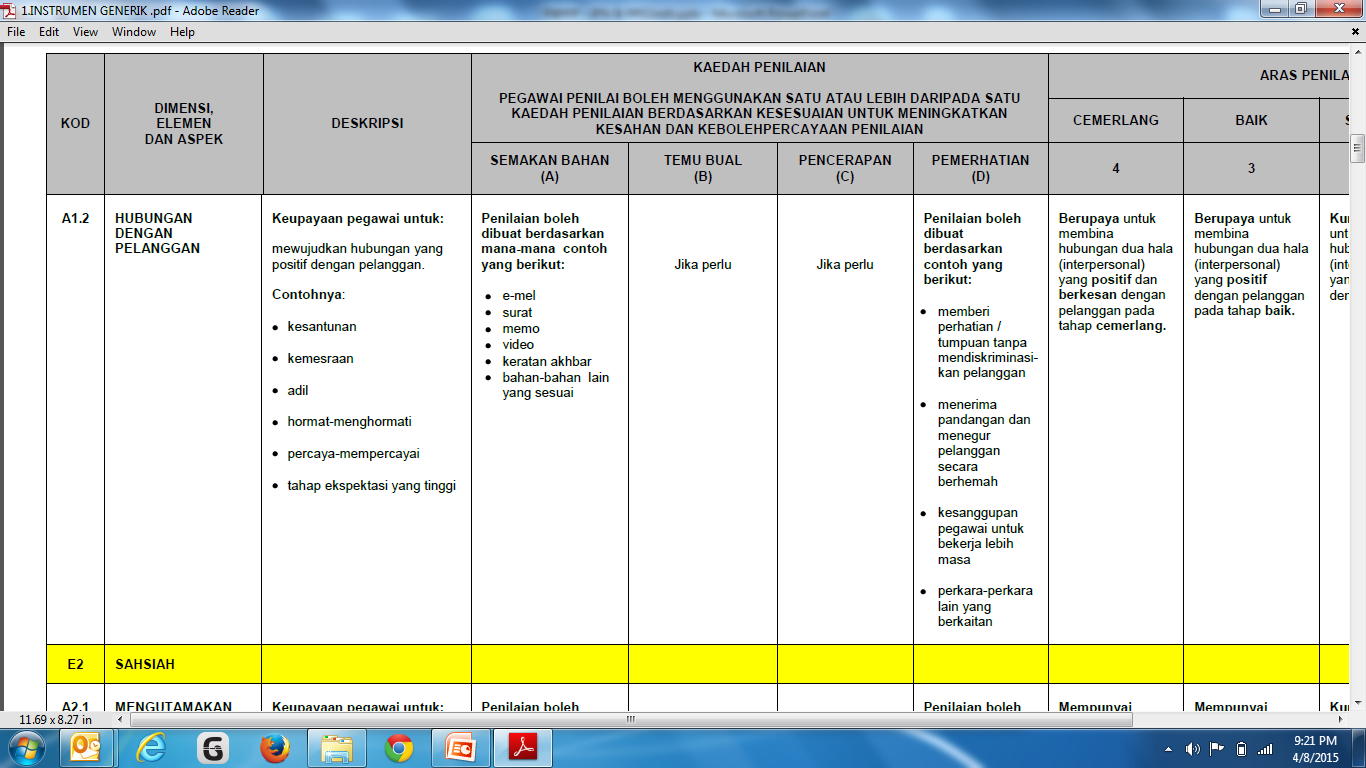 1.INSTRUMEN GENERIK .pdf - Adobe Reader
File Edit View Window Help
KOD
DIMENSI,
ELEMEN
DAN ASPEK
DESKRIPSI
KAEDAH PENILAIAN
PEGAWAI PENILAI BOLEH MENGGUNAKAN SATU ATAU LEBIH DARIPADA SATU
KAEDAH PENILAIAN BERDASARKAN KESESUAIAN UNTUK MENINGKATKAN
KESAHAN DAN KEBOLEHPERCAYAAN PENILAIAN
ARAS PENILA
SEMAKAN BAHAN
(A)
TEMU BUAL
(B)
PENCERAPAN
(C)
PEMERHATIAN
(D)
CEMERLANG
4
BAIK
3
A1.2
HUBUNGAN
DENGAN
PELANGGAN
Keupayaan pegawai untuk:
mewujudkan hubungan yang
positif dengan pelanggan.
Contohnya:
• kesantunan
• kemesraan
• adil
• hormat-menghormati
• percaya-mempercayai
• tahap ekspektasi yang tinggi
Penilaian boleh
dibuat berdasarkan
mana-mana contoh
yang berikut:
• e-mel
• surat
• memo
• video
• keratan akhbar
• bahan-bahan lain
yang sesuai
Jika perlu
Jika perlu
Penilaian boleh
dibuat
berdasarkan
contoh yang
berikut:
• memberi
perhatian /
tumpuan tanpa
mendiskriminasi-
kan pelanggan
• menerima
pandangan dan
menegur
pelanggan
secara
berhemah
• kesanggupan
pegawai untuk
bekerja lebih
masa
• perkara-perkara
lain yang
berkaitan
Berupaya untuk
membina
hubungan dua hala
(interpersonal)
yang positif dan
berkesan dengan
pelanggan pada
tahap cemerlang.
Berupaya untuk
membina
hubungan dua hala
(interpersonal)
yang positif
dengan pelanggan
pada tahap baik.
E2 SAHSIAH
A2.1 MENGUTAMAKAN Keupayaan pegawai untuk: Penilaian boleh Penilaian boleh Mempunyai Mempunyai
11.69 x 8.27 in
9:21 PM
4/8/2015